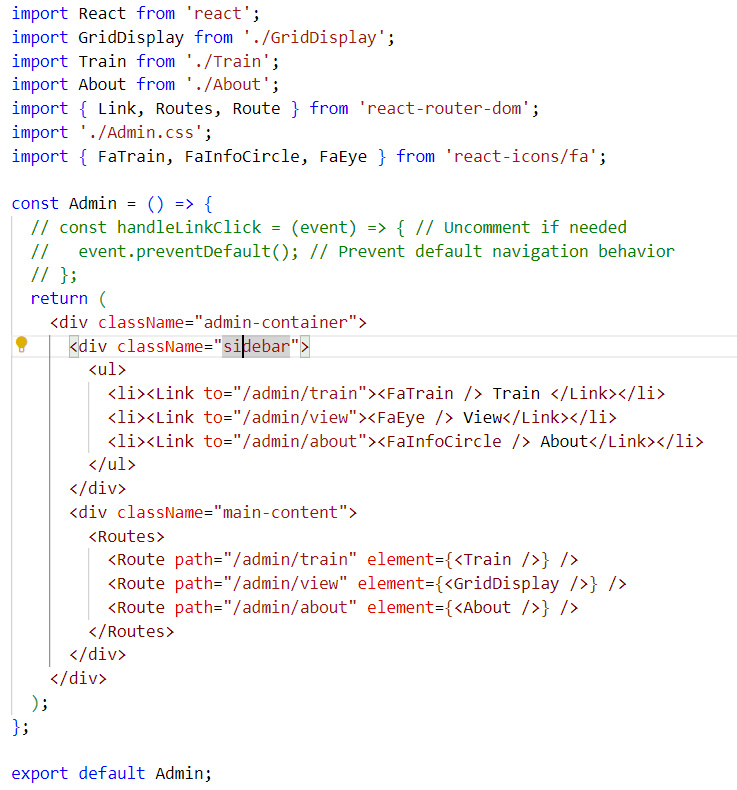 import React from 'react';
import GridDisplay from './GridDisplay';
import Train from './Train';
import About from './About';
import { Link, Routes, Route } from 'react-router-dom';
import './Admin.css';
import { FaTrain, FaInfoCircle, FaEye } from 'react-icons/fa';
const Admin = () => {
// const handleLinkClick = (event) => { // Uncomment if needed
//   event.preventDefault(); // Prevent default navigation behavior
// };
return (
<div className="admin-container">
<div className="sidebar">
<ul>
<li><Link to="/admin/train"><FaTrain /> Train </Link></li>
<li><Link to="/admin/view"><FaEye /> View</Link></li>
<li><Link to="/admin/about"><FaInfoCircle /> About</Link></li>
</ul>
</div>
<div className="main-content">
<Routes>
<Route path="/admin/train" element={<Train />} />
<Route path="/admin/view" element={<GridDisplay />} />
<Route path="/admin/about" element={<About />} />
</Routes>
</div>
</div>
);
};
export default Admin;